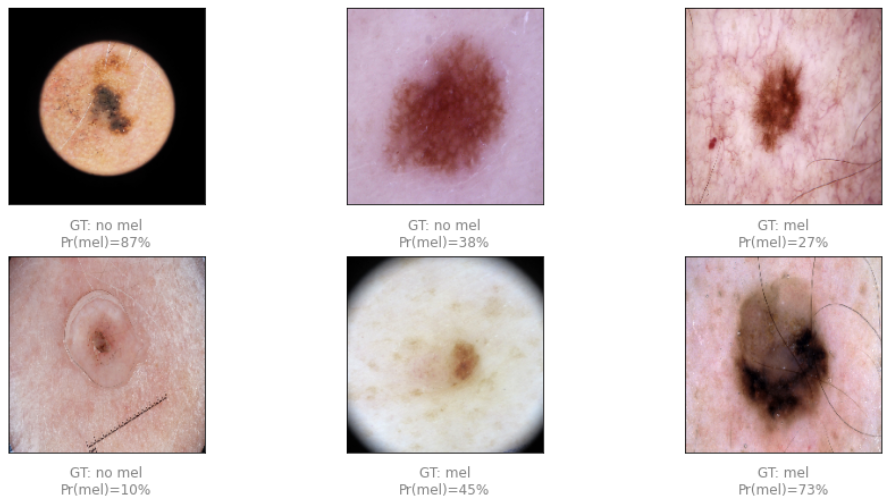 GT: no mel
Pr(mel)=87%
GT: no mel
Pr(mel)=38%
GT: mel
Pr(mel)=27%
GT: no mel
Pr(mel)=10%
GT: mel
Pr(mel)=45%
GT: mel
Pr(mel)=73%